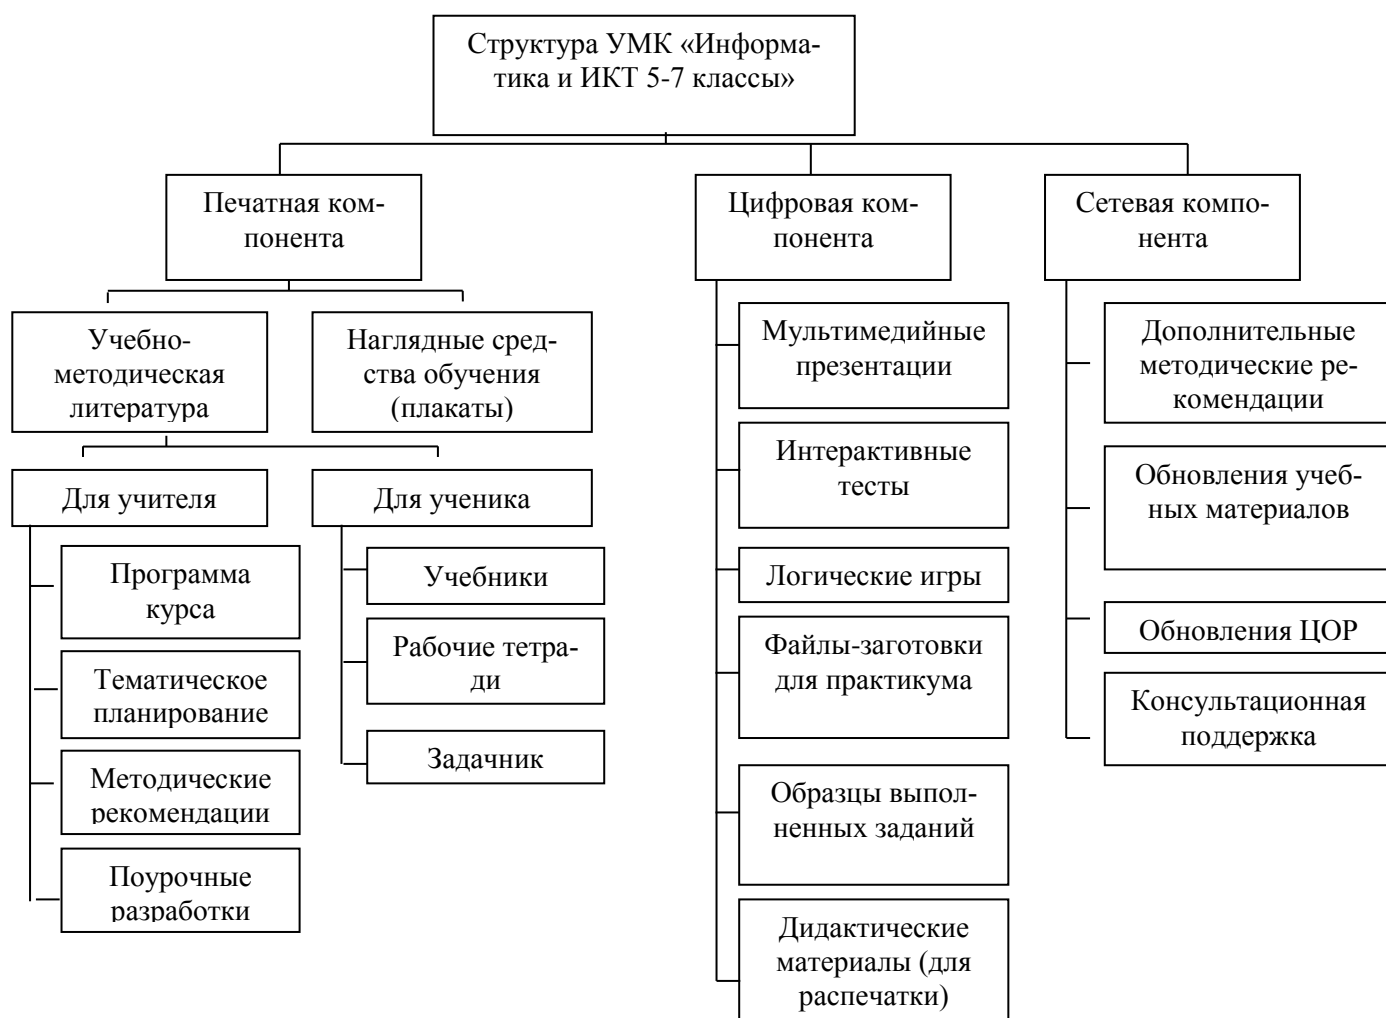 Структура УМК «Информа-
тика и ИКТ 5-7 классы»
Печатная ком-
понента
Цифровая ком-
понента
Сетевая компо-
нента
Учебно-
методическая
литература
Наглядные сред-
ства обучения
(плакаты)
Для учителя
Для ученика
Программа
курса
Тематическое
планирование
Методические
рекомендации
Поурочные
разработки
Учебники
Рабочие тетра-
ди
Задачник
Мультимедийные
презентации
Интерактивные
тесты
Логические игры
Файлы-заготовки
для практикума
Образцы выпол-
ненных заданий
Дидактические
материалы (для
распечатки)
Дополнительные
методические ре-
комендации
Обновления учеб-
ных материалов
Обновления ЦОР
Консультационная
поддержка